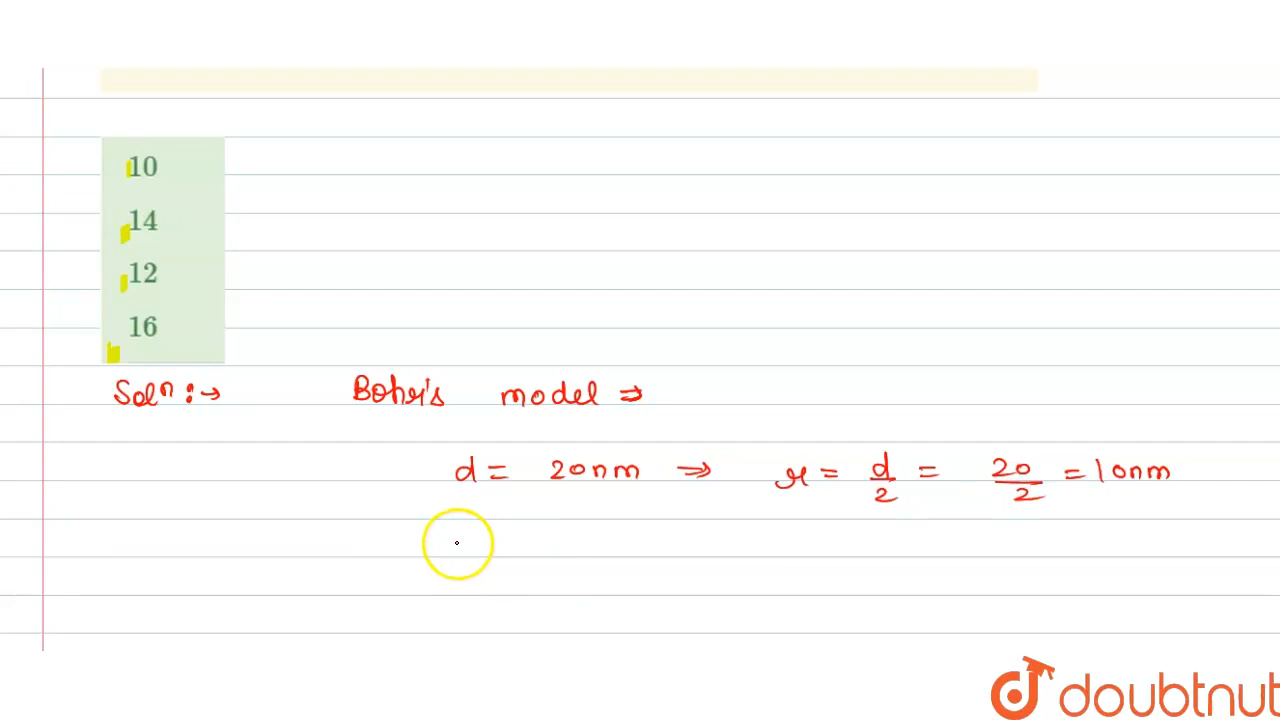 10
14
12
16
Solⁿ :→ Bohr's model ⇒
d = 20nm ⇒ r = d/2 = 20/2 = 10nm
doubtnut